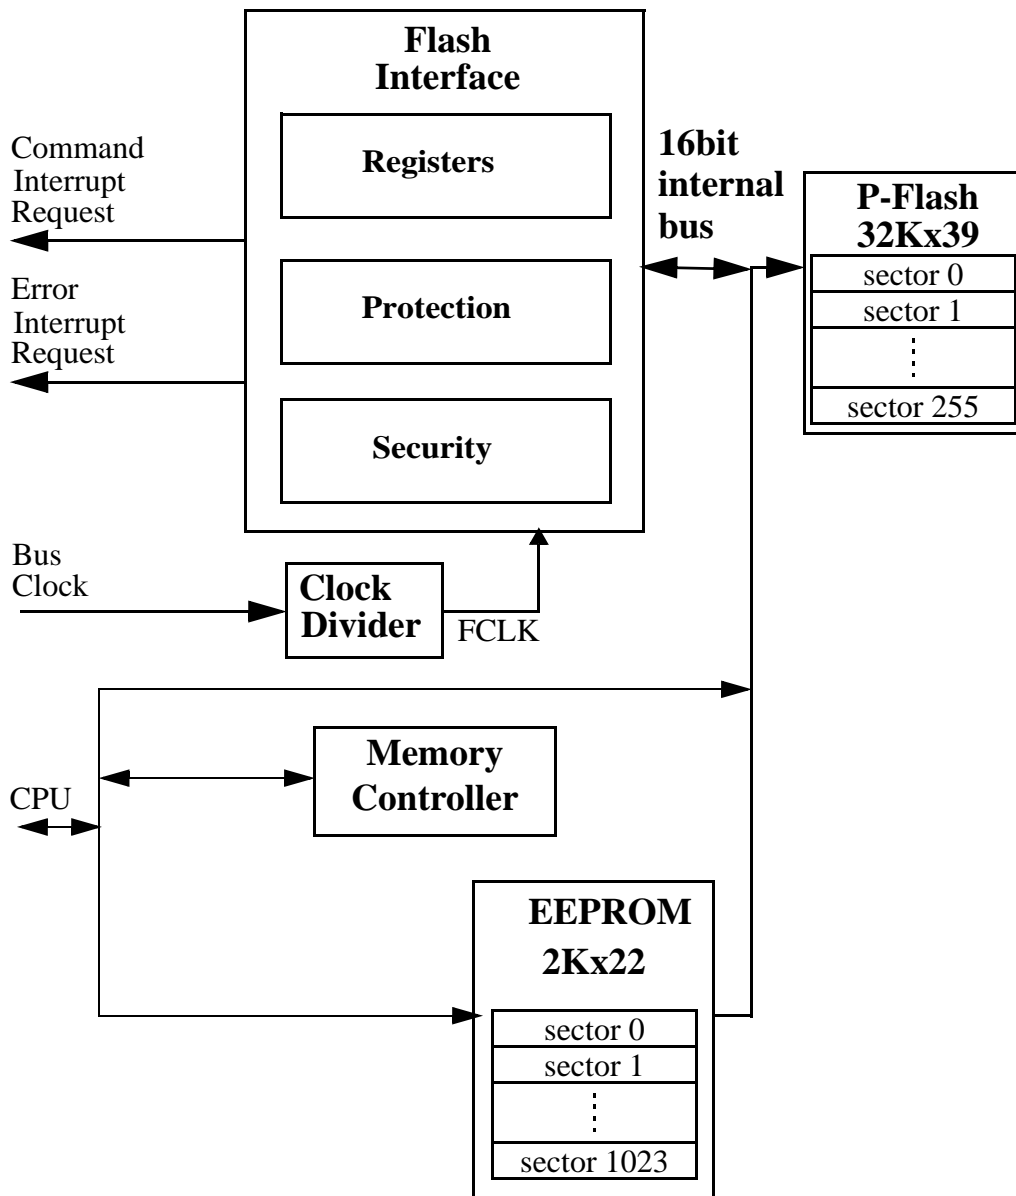 Flash
Interface
Registers
Protection
Security
Command
Interrupt
Request
Error
Interrupt
Request
16bit
internal
bus
P-Flash
32Kx39
sector 0
sector 1
sector 255
Bus
Clock
Clock
Divider
FCLK
Memory
Controller
CPU
EEPROM
2Kx22
sector 0
sector 1
sector 1023